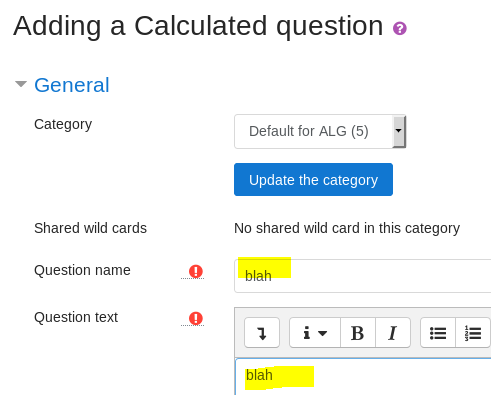 Adding a Calculated question
General
Category
Default for ALG (5)
Update the category
Shared wild cards
No shared wild card in this category
Question name
blah
Question text
i B I
blah